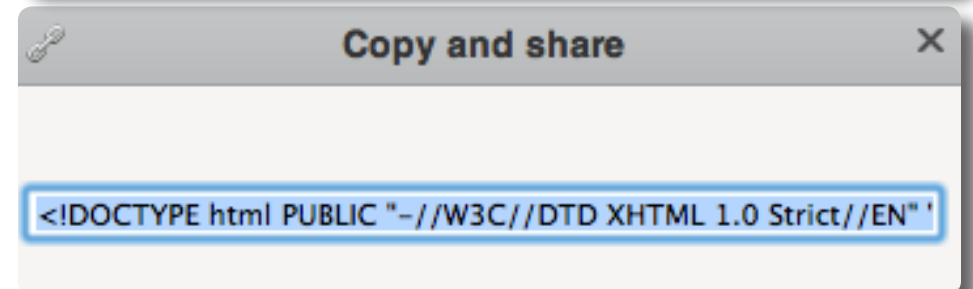 Copy and share
<!DOCTYPE html PUBLIC "-//W3C//DTD XHTML 1.0 Strict//EN" "